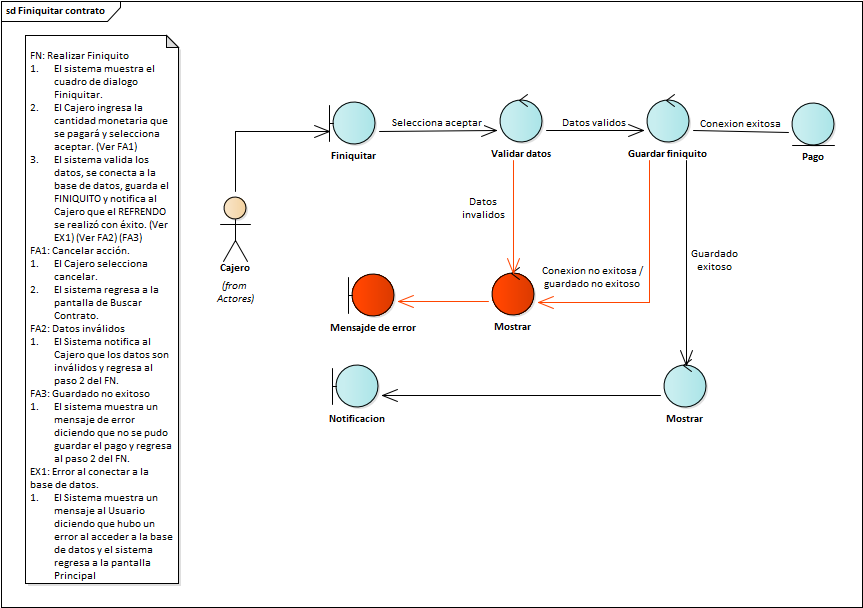 sd Finiquitar contrato
FN: Realizar Finiquito
1. El sistema muestra el
cuadro de dialogo
Finiquitar.
2. El Cajero ingresa la
cantidad monetaria que
se pagará y selecciona
aceptar. (Ver FA1)
3. El sistema valida los
datos, se conecta a la
base de datos, guarda el
FINIQUITO y notifica al
Cajero que el REFRENDO
se realizó con éxito. (Ver
EX1) (Ver FA2) (FA3)
FA1: Cancelar acción.
1. El Cajero selecciona
cancelar.
2. El sistema regresa a la
pantalla de Buscar
Contrato.
FA2: Datos inválidos
1. El Sistema notifica al
Cajero que los datos son
inválidos y regresa al
paso 2 del FN.
FA3: Guardado no exitoso
1. El sistema muestra un
mensaje de error
diciendo que no se pudo
guardar el pago y regresa
al paso 2 del FN.
EX1: Error al conectar a la
base de datos.
1. El Sistema muestra un
mensaje al Usuario
diciendo que hubo un
error al acceder a la base
de datos y el sistema
regresa a la pantalla
Principal
Cajero
(from
Actores)
Finiquitar
Selecciona aceptar
Validar datos
Datos validos
Guardar finiquito
Conexion exitosa
Pago
Datos
invalidos
Conexion no exitosa /
guardado no exitoso
Guardado
exitoso
Mensajde de error
Mostrar
Notificacion
Mostrar